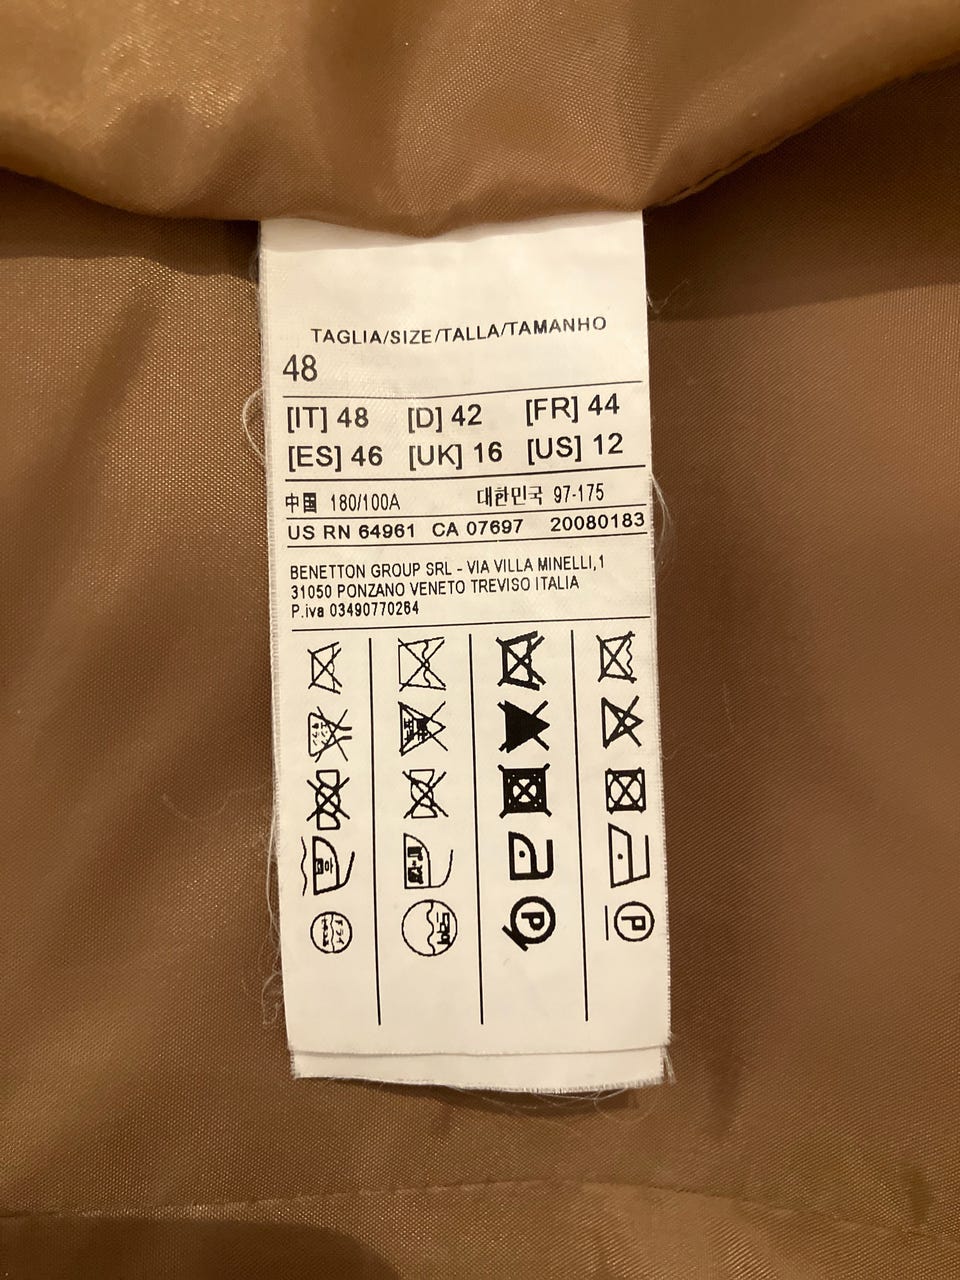 TAGLIA/SIZE/TALLA/TAMANHO
48
[IT] 48 [D] 42 [FR] 44
[ES] 46 [UK] 16 [US] 12
中国 180/100A 대한민국 97-175
US RN 64961 CA 07697 20080183
BENETTON GROUP SRL - VIA VILLA MINELLI,1
31050 PONZANO VENETO TREVISO ITALIA
P.iva 03490770264
P P